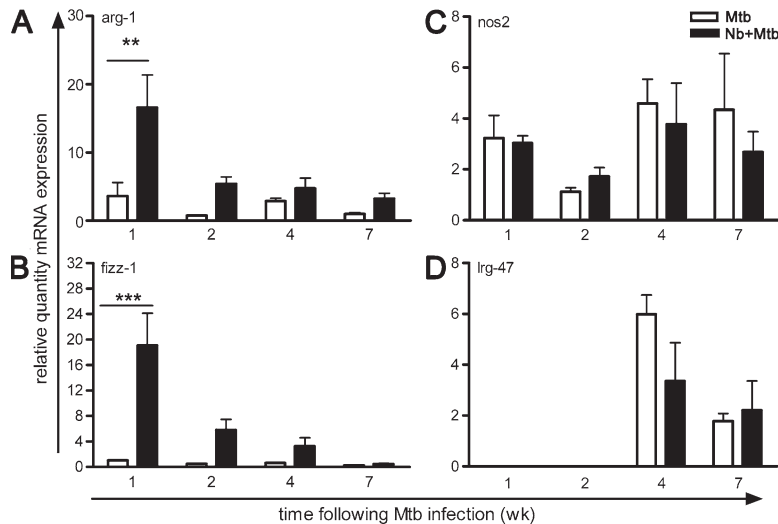 A
arg-1
**
30
20
10
0
1 2 4 7
B
fizz-1
***
32
28
24
20
16
12
8
4
0
1 2 4 7
C
nos2
Mtb
Nb+Mtb
8
6
4
2
0
1 2 4 7
D
lrg-47
8
6
4
2
0
1 2 4 7
relative quantity mRNA expression
time following Mtb infection (wk)